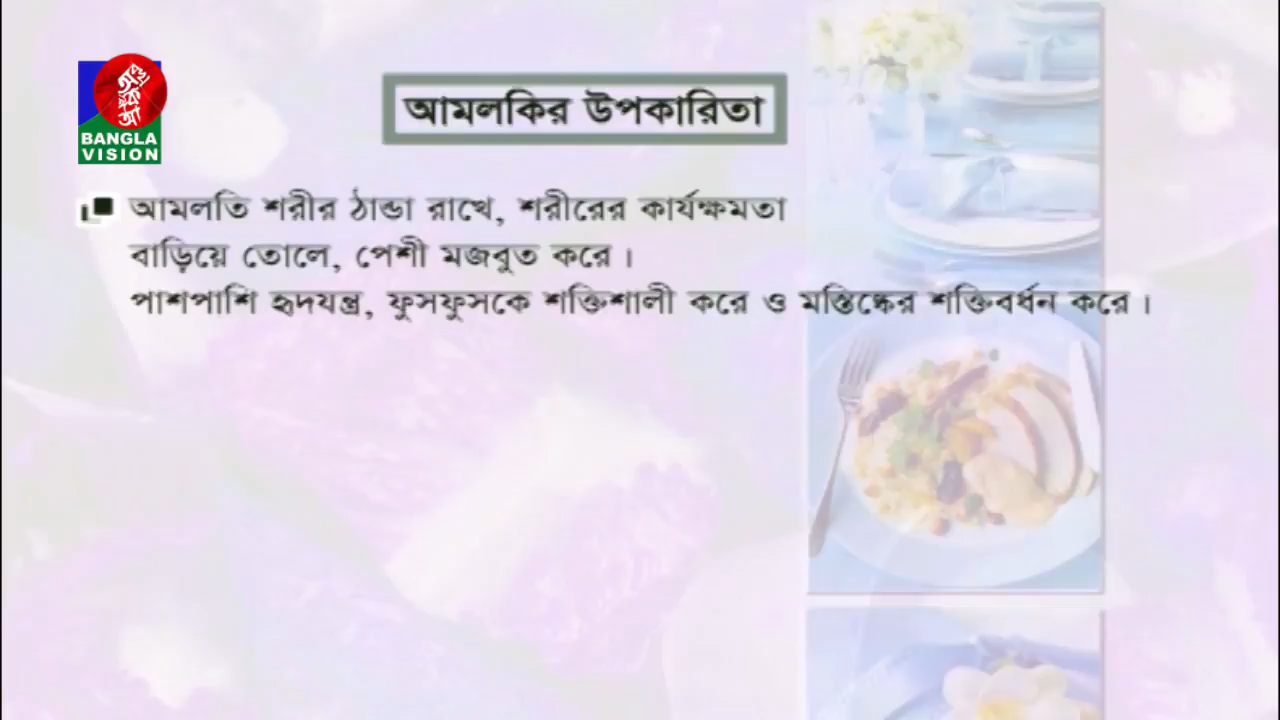 BANGLA
VISION
আমলকির উপকারিতা
আমলতি শরীর ঠান্ডা রাখে, শরীরের কার্যক্ষমতা
বাড়িয়ে তোলে, পেশী মজবুত করে।
পাশপাশি হৃদযন্ত্র, ফুসফুসকে শক্তিশালী করে ও মস্তিষ্কের শক্তিবর্ধন করে।